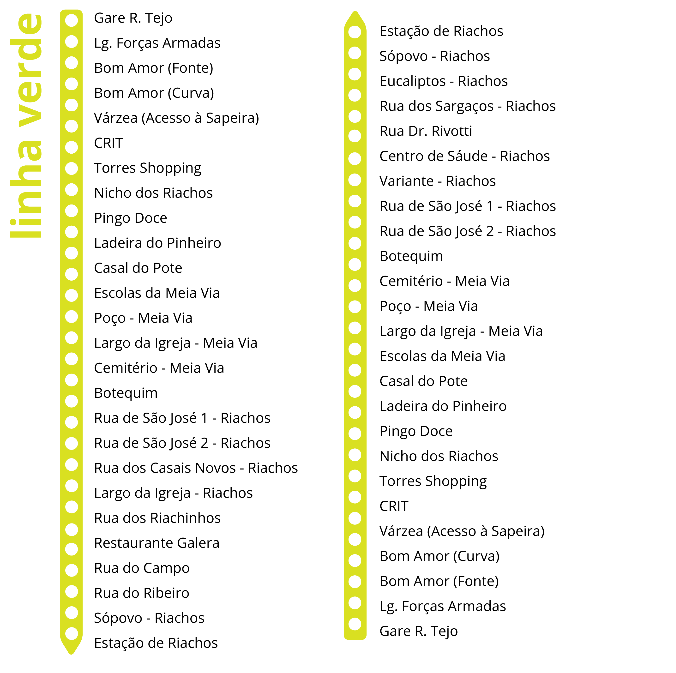 linha verde
Gare R. Tejo
Lg. Forças Armadas
Bom Amor (Fonte)
Bom Amor (Curva)
Várzea (Acesso à Sapeira)
CRIT
Torres Shopping
Nicho dos Riachos
Pingo Doce
Ladeira do Pinheiro
Casal do Pote
Escolas da Meia Via
Poço - Meia Via
Largo da Igreja - Meia Via
Cemitério - Meia Via
Botequim
Rua de São José 1 - Riachos
Rua de São José 2 - Riachos
Rua dos Casais Novos - Riachos
Largo da Igreja - Riachos
Rua dos Riachinhos
Restaurante Galera
Rua do Campo
Rua do Ribeiro
Sópovo - Riachos
Estação de Riachos
Estação de Riachos
Sópovo - Riachos
Eucaliptos - Riachos
Rua dos Sargaços - Riachos
Rua Dr. Rivotti
Centro de Sáude - Riachos
Variante - Riachos
Rua de São José 1 - Riachos
Rua de São José 2 - Riachos
Botequim
Cemitério - Meia Via
Poço - Meia Via
Largo da Igreja - Meia Via
Escolas da Meia Via
Casal do Pote
Ladeira do Pinheiro
Pingo Doce
Nicho dos Riachos
Torres Shopping
CRIT
Várzea (Acesso à Sapeira)
Bom Amor (Curva)
Bom Amor (Fonte)
Lg. Forças Armadas
Gare R. Tejo